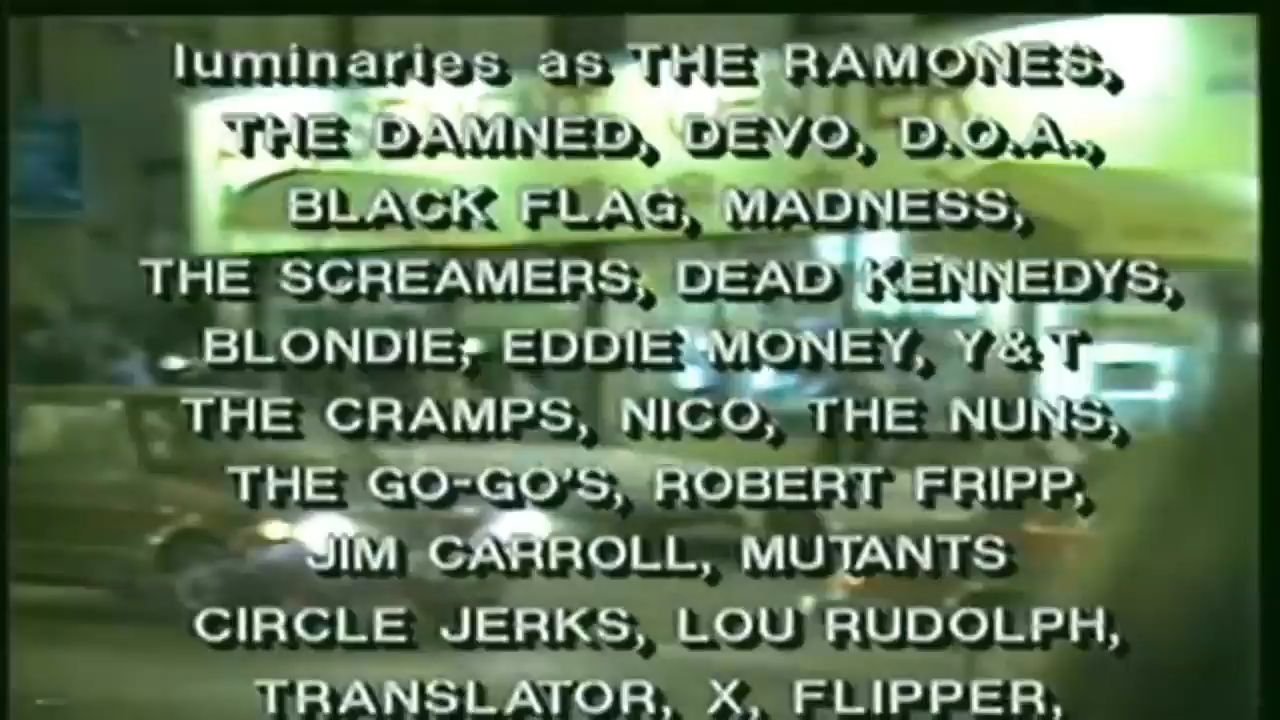 luminaries as THE RAMONES,
THE DAMNED, DEVO, D.O.A.,
BLACK FLAG, MADNESS,
THE SCREAMERS, DEAD KENNEDYS,
BLONDIE, EDDIE MONEY, Y&T
THE CRAMPS, NICO, THE NUNS,
THE GO-GO'S, ROBERT FRIPP,
JIM CARROLL, MUTANTS
CIRCLE JERKS, LOU RUDOLPH,
TRANSLATOR, X, FLIPPER,